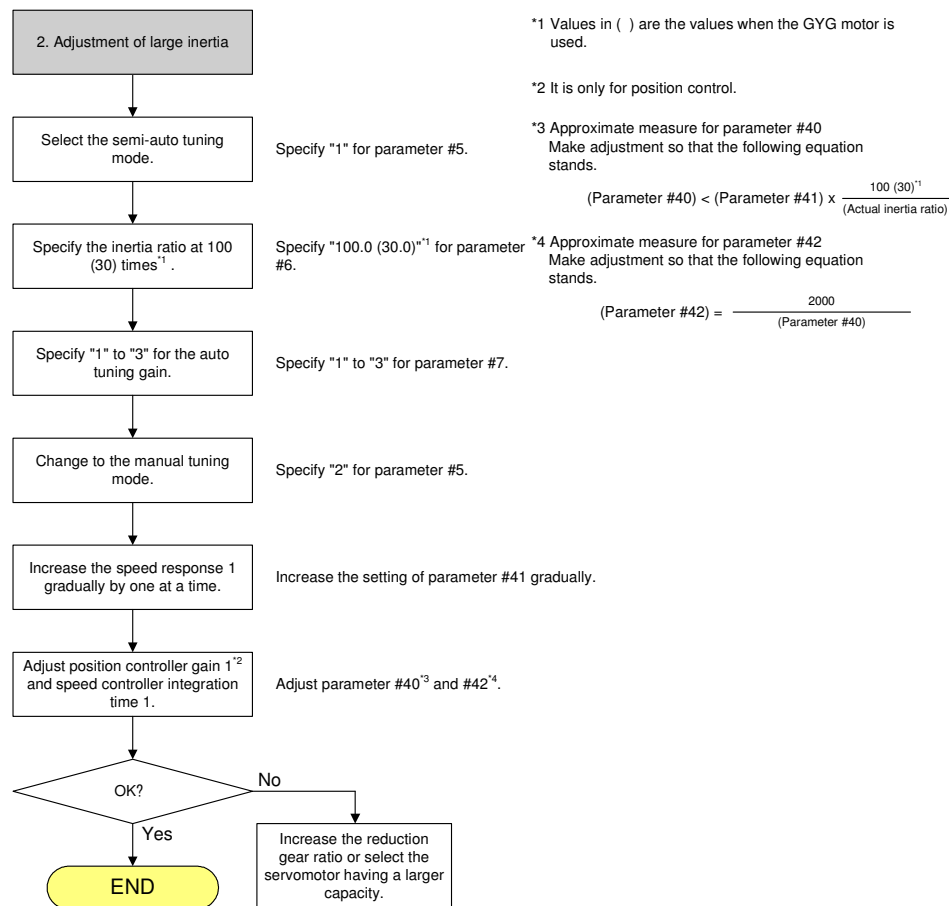 2. Adjustment of large inertia
Select the semi-auto tuning
mode.
Specify "1" for parameter #5.
Specify the inertia ratio at 100
(30) times*1 .
Specify "100.0 (30.0)"*1 for parameter
#6.
Specify "1" to "3" for the auto
tuning gain.
Specify "1" to "3" for parameter #7.
Change to the manual tuning
mode.
Specify "2" for parameter #5.
Increase the speed response 1
gradually by one at a time.
Increase the setting of parameter #41 gradually.
Adjust position controller gain 1*2
and speed controller integration
time 1.
Adjust parameter #40*3 and #42*4.
OK?
No
Yes
Increase the reduction
gear ratio or select the
servomotor having a larger
capacity.
END
*1 Values in ( ) are the values when the GYG motor is
used.
*2 It is only for position control.
*3 Approximate measure for parameter #40
Make adjustment so that the following equation
stands.
(Parameter #40) < (Parameter #41) x 100 (30)*1
(Actual inertia ratio)
*4 Approximate measure for parameter #42
Make adjustment so that the following equation
stands.
(Parameter #42) = 2000
(Parameter #40)